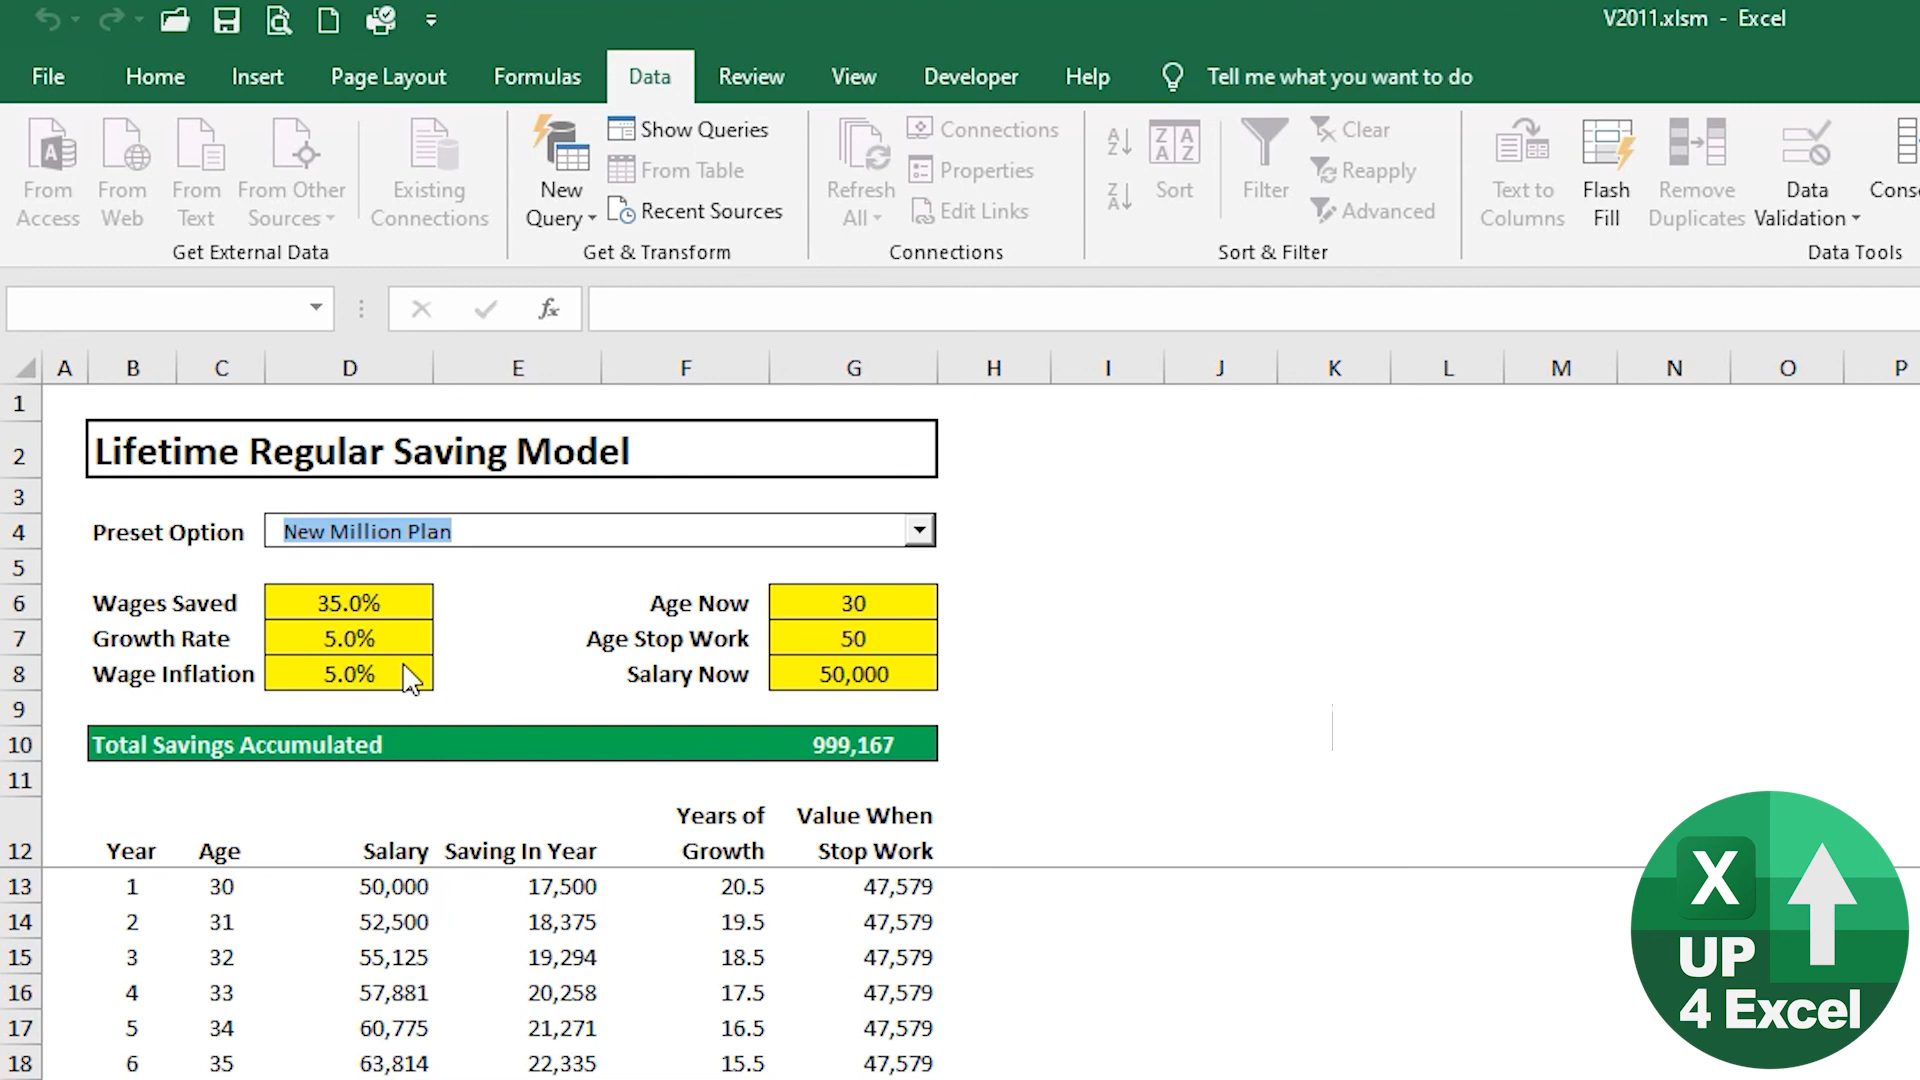 V2011.xlsm - Excel
File Home Insert Page Layout Formulas Data Review View Developer Help Tell me what you want to do
From Access
From Web
From Text
From Other Sources
Existing Connections
Get External Data
New Query
Show Queries
From Table
Recent Sources
Get & Transform
Refresh All
Connections
Properties
Edit Links
Connections
Sort
Filter
Clear
Reapply
Advanced
Sort & Filter
Text to Columns
Flash Fill
Remove Duplicates
Data Validation
Data Tools
fx
A B C D E F G H I J K L M N O P
1
2 Lifetime Regular Saving Model
3
4 Preset Option New Million Plan
5
6 Wages Saved 35.0% Age Now 30
7 Growth Rate 5.0% Age Stop Work 50
8 Wage Inflation 5.0% Salary Now 50,000
9
10 Total Savings Accumulated 999,167
11
Years of Value When
12 Year Age Salary Saving In Year Growth Stop Work
13 1 30 50,000 17,500 20.5 47,579
14 2 31 52,500 18,375 19.5 47,579
15 3 32 55,125 19,294 18.5 47,579
16 4 33 57,881 20,258 17.5 47,579
17 5 34 60,775 21,271 16.5 47,579
18 6 35 63,814 22,335 15.5 47,579
X
UP
4 Excel